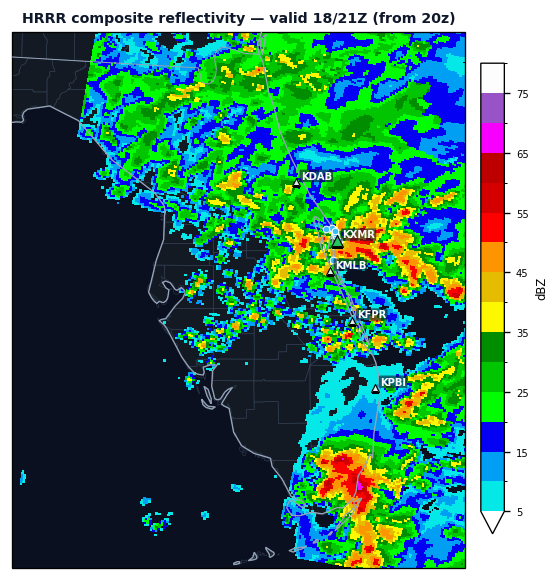 HRRR composite reflectivity — valid 18/21Z (from 20z)
75
65
KDAB
55
KXMR
45
KMLB
dBZ
KFPR
35
KPBI
25
15
5